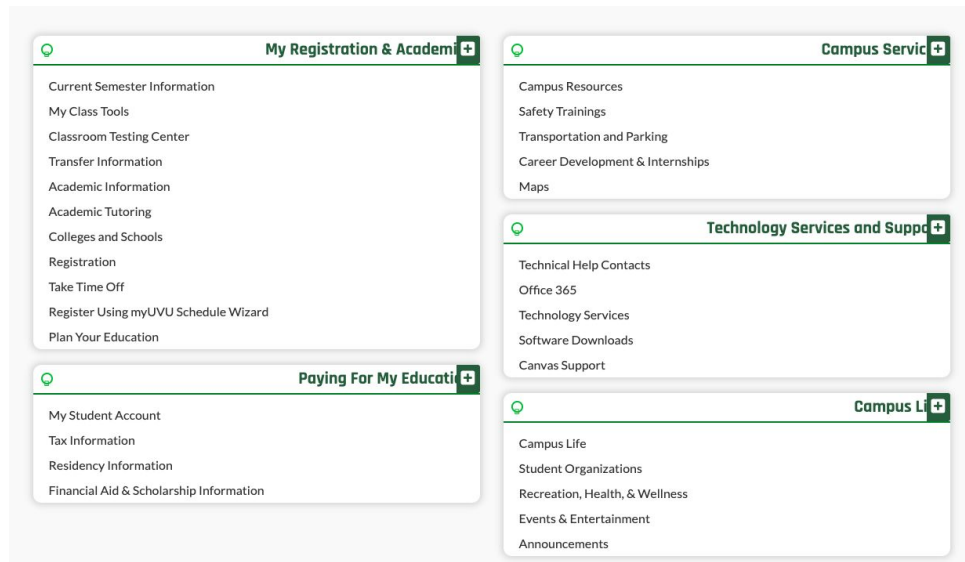 My Registration & Academi
Current Semester Information
My Class Tools
Classroom Testing Center
Transfer Information
Academic Information
Academic Tutoring
Colleges and Schools
Registration
Take Time Off
Register Using myUVU Schedule Wizard
Plan Your Education
Paying For My Educati
My Student Account
Tax Information
Residency Information
Financial Aid & Scholarship Information
Campus Servic
Campus Resources
Safety Trainings
Transportation and Parking
Career Development & Internships
Maps
Technology Services and Suppo
Technical Help Contacts
Office 365
Technology Services
Software Downloads
Canvas Support
Campus Li
Campus Life
Student Organizations
Recreation, Health, & Wellness
Events & Entertainment
Announcements